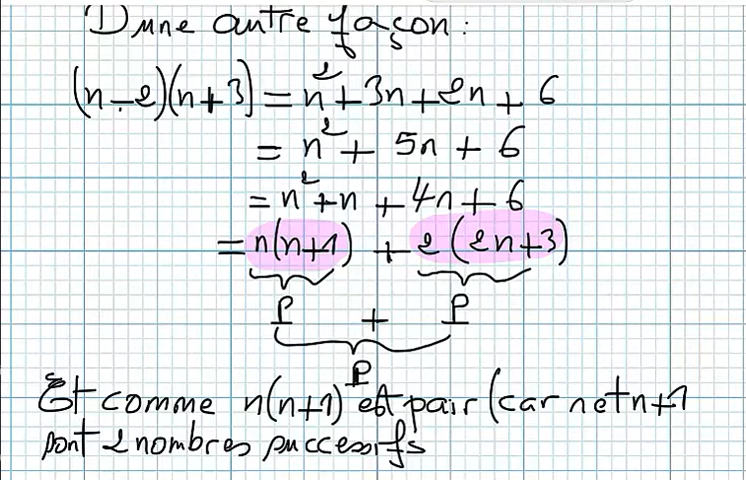 D'une autre façon :
(n-2)(n+3) = n²+3n+2n+6
= n²+5n+6
= n²+n+4n+6
= n(n+1) + 2(2n+3)
P + P
P
Et comme n(n+1) est pair (car n et n+1
sont 2 nombres successifs